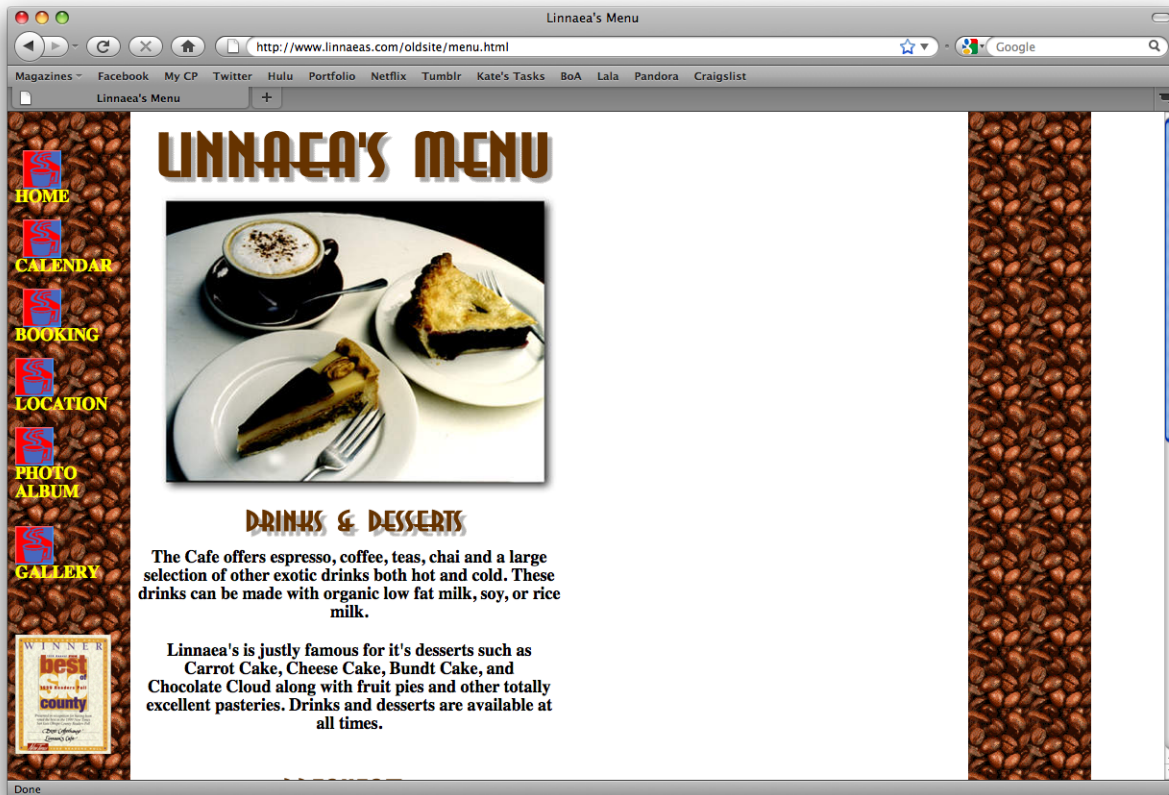 Linnaea's Menu
http://www.linnaeas.com/oldsite/menu.html
Google
Magazines Facebook My CP Twitter Hulu Portfolio Netflix Tumblr Kate's Tasks BoA Lala Pandora Craigslist
Linnaea's Menu
HOME
CALENDAR
BOOKING
LOCATION
PHOTO
ALBUM
GALLERY
WINNER
best
of
1999 Readers Poll
SLO
county
LINNAEA'S MENU
DRINKS & DESSERTS
The Cafe offers espresso, coffee, teas, chai and a large
selection of other exotic drinks both hot and cold. These
drinks can be made with organic low fat milk, soy, or rice
milk.
Linnaea's is justly famous for it's desserts such as
Carrot Cake, Cheese Cake, Bundt Cake, and
Chocolate Cloud along with fruit pies and other totally
excellent pasteries. Drinks and desserts are available at
all times.
Done